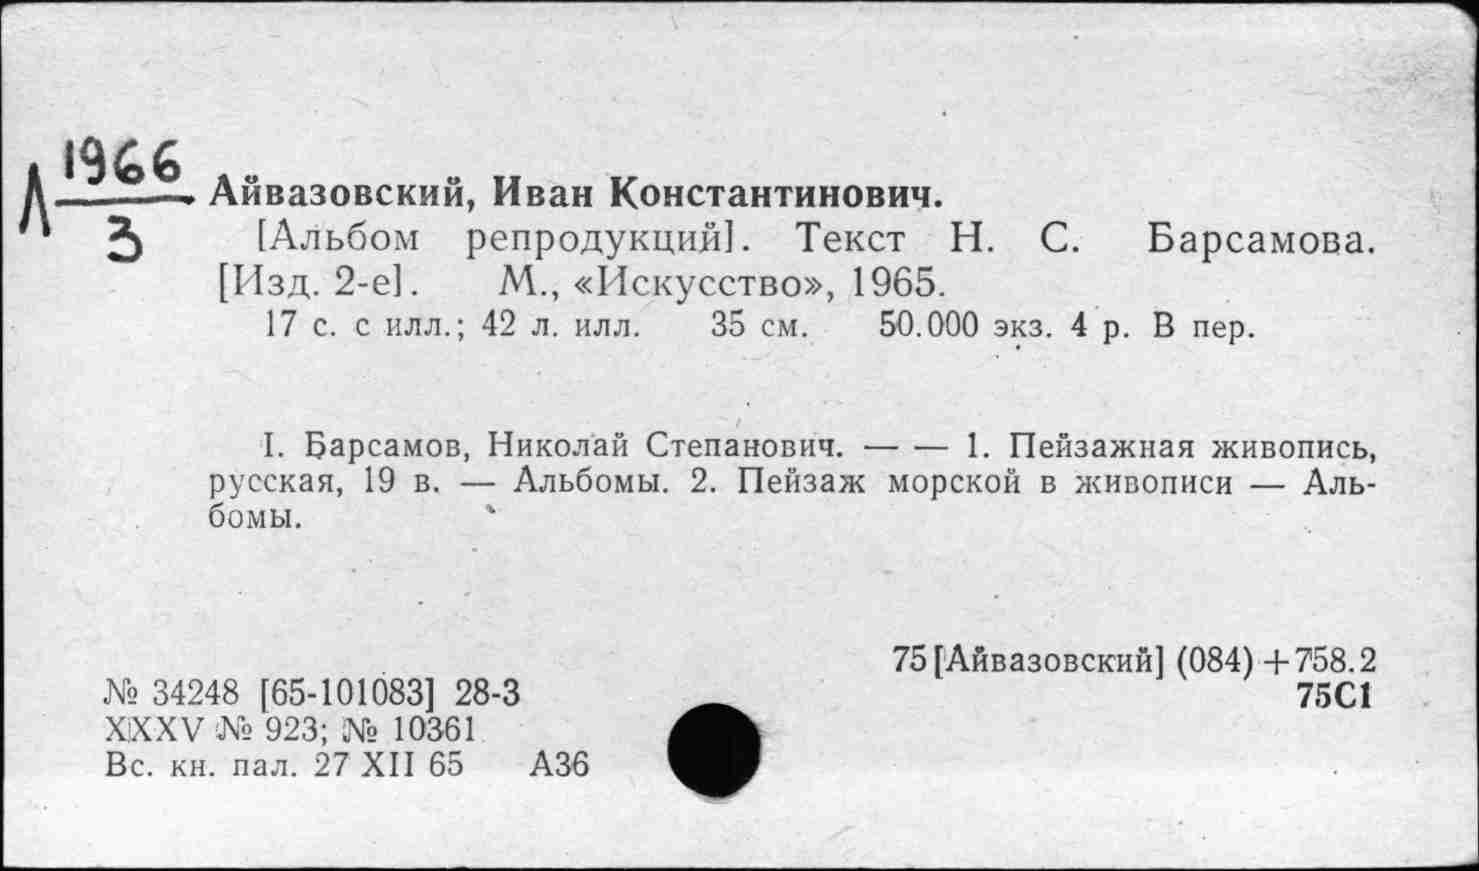 Л 1966
3
Айвазовский, Иван Константинович.
[Альбом репродукций]. Текст Н. С. Барсамова.
[Изд. 2-е]. М., «Искусство», 1965.
17 с. с илл.; 42 л. илл. 35 см. 50.000 экз. 4 р. В пер.
I. Барсамов, Николай Степанович. — — 1. Пейзажная живопись,
русская, 19 в. — Альбомы. 2. Пейзаж морской в живописи — Аль-
бомы.
75 [Айвазовский] (084) + 758.2
75С1
№ 34248 [65-101083] 28-3
XXXV № 923; № 10361
Вс. кн. пал. 27 XII 65 А36